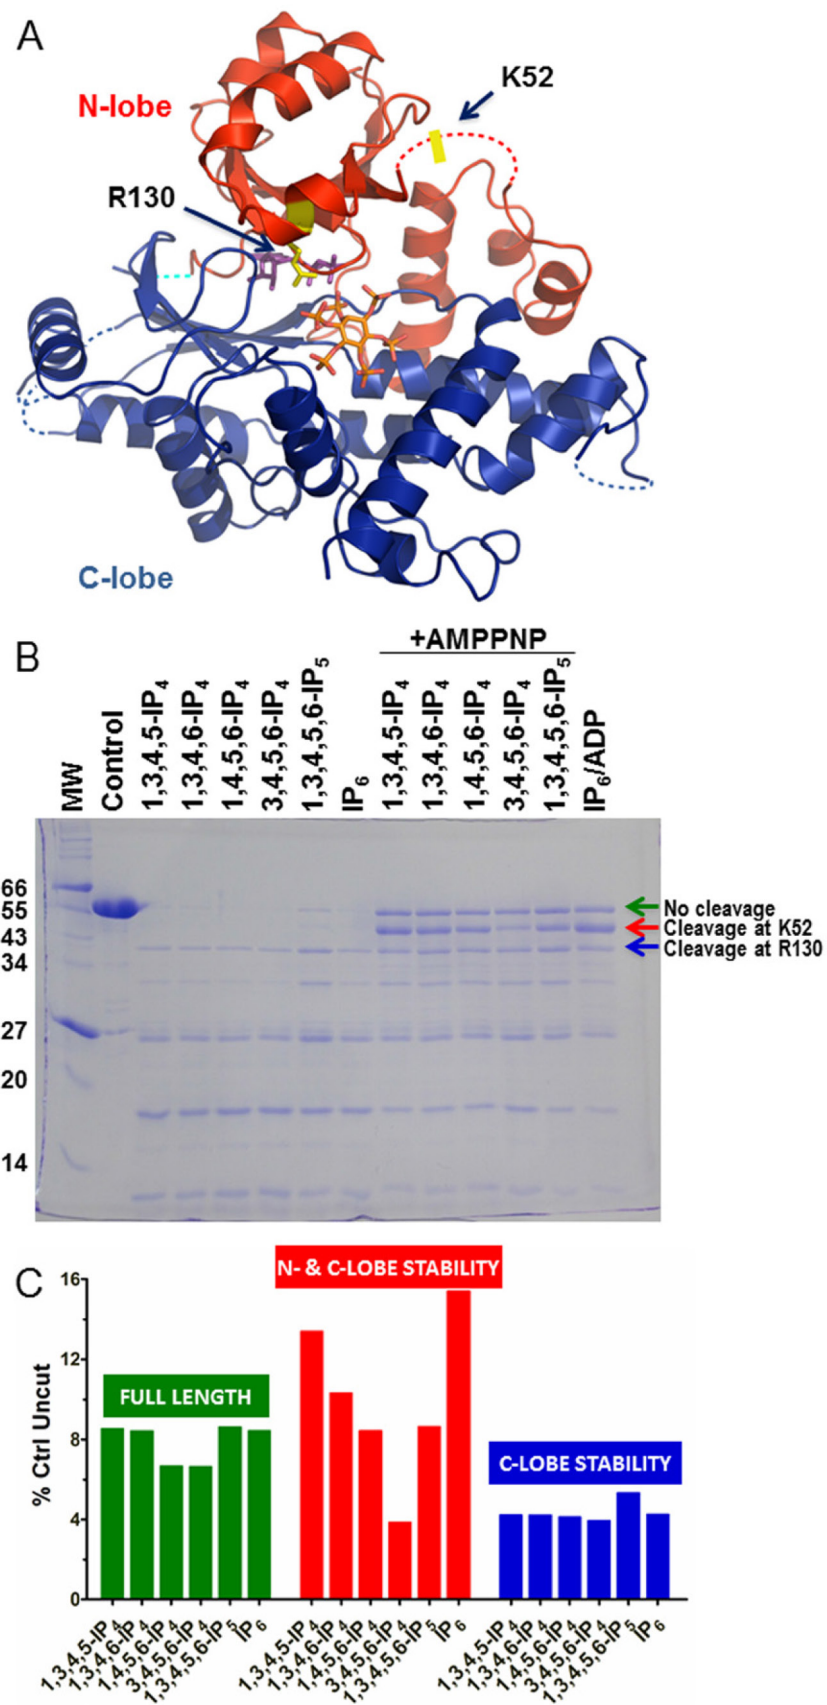 A
K52
N-lobe
R130
C-lobe
B
+AMPPNP
MW
Control
1,3,4,5-IP4
1,3,4,6-IP4
1,4,5,6-IP4
3,4,5,6-IP4
1,3,4,5,6-IP5
IP6
1,3,4,5-IP4
1,3,4,6-IP4
1,4,5,6-IP4
3,4,5,6-IP4
1,3,4,5,6-IP5
IP6/ADP
66
55
43
34
27
20
14
No cleavage
Cleavage at K52
Cleavage at R130
C
N- & C-LOBE STABILITY
FULL LENGTH
C-LOBE STABILITY
% Ctrl Uncut
16
12
8
4
0
1,3,4,5-IP4
1,3,4,6-IP4
1,4,5,6-IP4
3,4,5,6-IP4
1,3,4,5,6-IP5
IP6
1,3,4,5-IP4
1,3,4,6-IP4
1,4,5,6-IP4
3,4,5,6-IP4
1,3,4,5,6-IP5
IP6
1,3,4,5-IP4
1,3,4,6-IP4
1,4,5,6-IP4
3,4,5,6-IP4
1,3,4,5,6-IP5
IP6